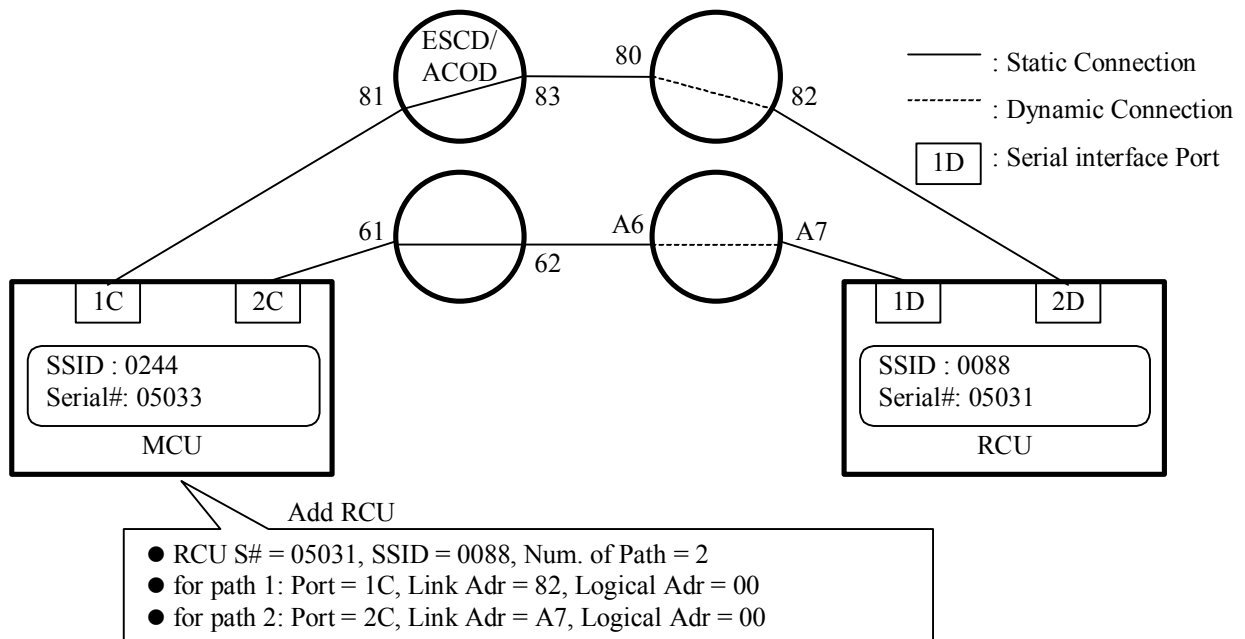 ESCD/
ACOD
81
83
80
82
: Static Connection
: Dynamic Connection
1D : Serial interface Port
61
62
A6
A7
1C
2C
1D
2D
SSID : 0244
Serial#: 05033
MCU
SSID : 0088
Serial#: 05031
RCU
Add RCU
● RCU S# = 05031, SSID = 0088, Num. of Path = 2
● for path 1: Port = 1C, Link Adr = 82, Logical Adr = 00
● for path 2: Port = 2C, Link Adr = A7, Logical Adr = 00